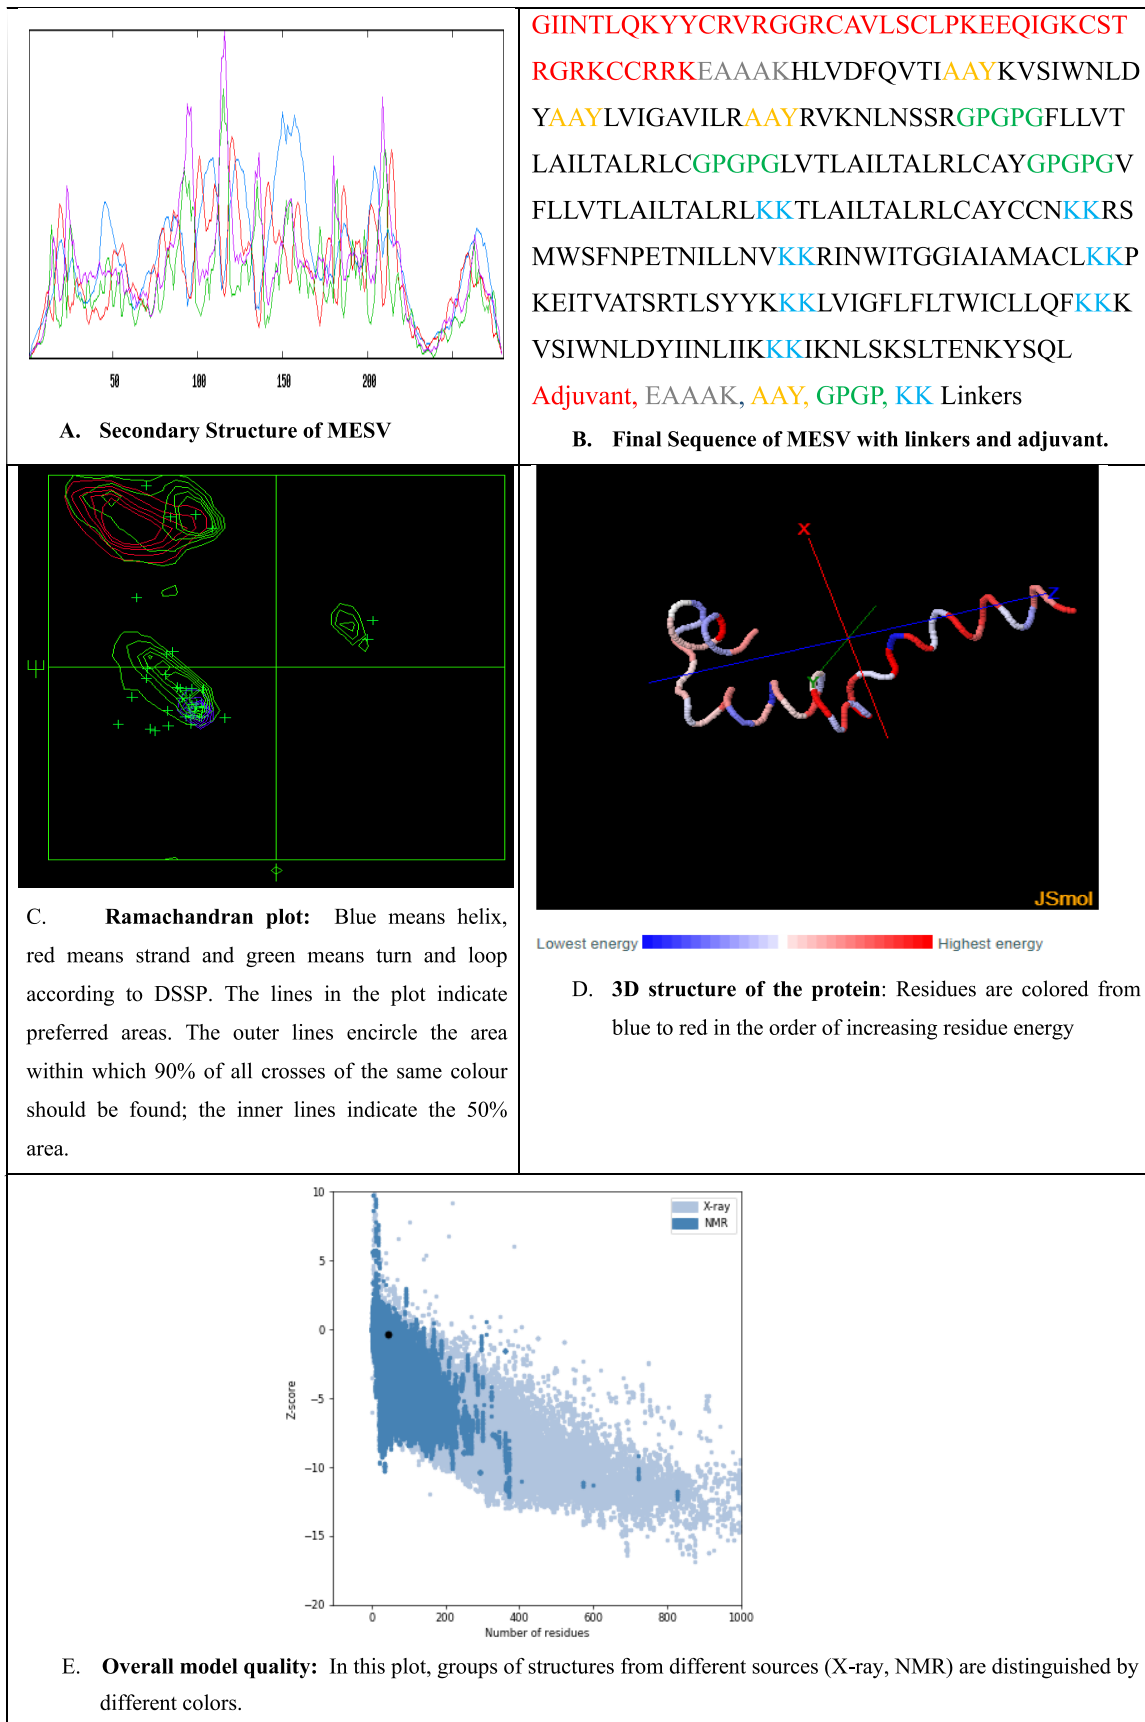 50 100 150 200
A. Secondary Structure of MESV
GIINTLQKYYCRVRGGRCAVLSCLPKEEQIGKCST
RGRKCCRRKEAAAKHLVDFQVTIAAYKVSIWNLD
YAAYLVIGAVILRAAYRVKNLNSSRGPGPGFLLVT
LAILTALRLCGPGPGLVTLAILTALRLCAYGPGPGV
FLLVTLAILTALRLKKTLAILTALRLCAYCCNKKRS
MWSFNPETNILLNVKKRINWITGGIAIAMACLKKP
KEITVATSRTLSYYKKKLVIGFLFLTWICLLQFKKK
VSIWNLDYIINLIIKKKIKNLSKSLTENKYSQL
Adjuvant, EAAAK, AAY, GPGP, KK Linkers
B. Final Sequence of MESV with linkers and adjuvant.
C. Ramachandran plot: Blue means helix,
red means strand and green means turn and loop
according to DSSP. The lines in the plot indicate
preferred areas. The outer lines encircle the area
within which 90% of all crosses of the same colour
should be found; the inner lines indicate the 50%
area.
X
Y
Z
JSmol
Lowest energy Highest energy
D. 3D structure of the protein: Residues are colored from
blue to red in the order of increasing residue energy
X-ray
NMR
10
5
0
−5
−10
−15
−20
Z-score
0 200 400 600 800 1000
Number of residues
E. Overall model quality: In this plot, groups of structures from different sources (X-ray, NMR) are distinguished by
different colors.